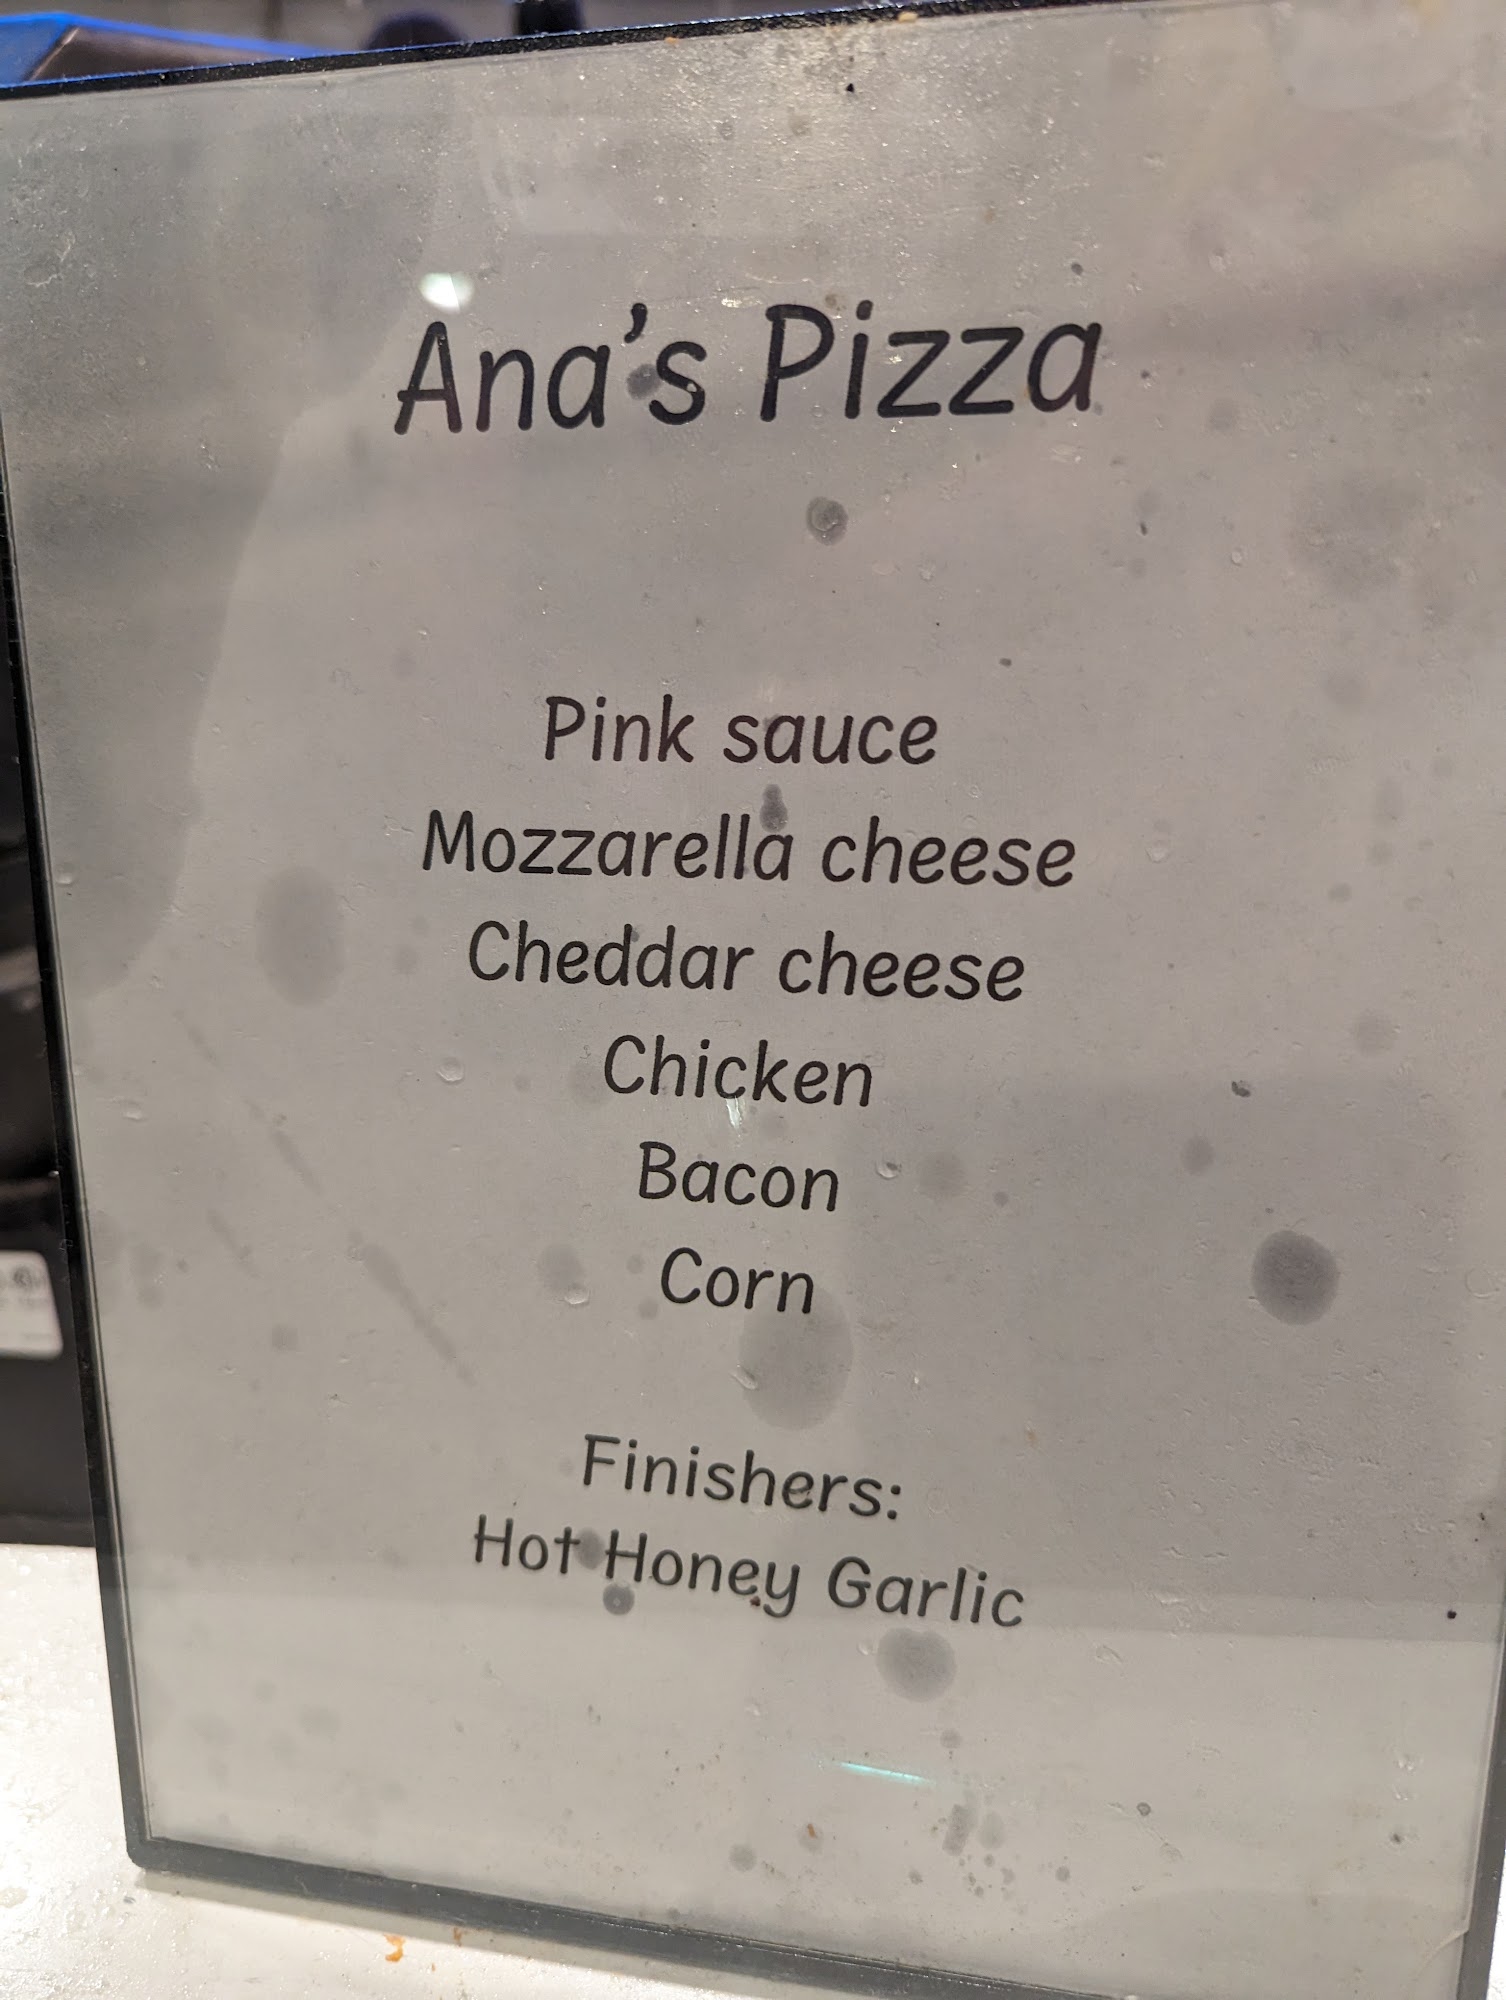 Ana's Pizza
Pink sauce
Mozzarella cheese
Cheddar cheese
Chicken
Bacon
Corn
Finishers:
Hot Honey Garlic